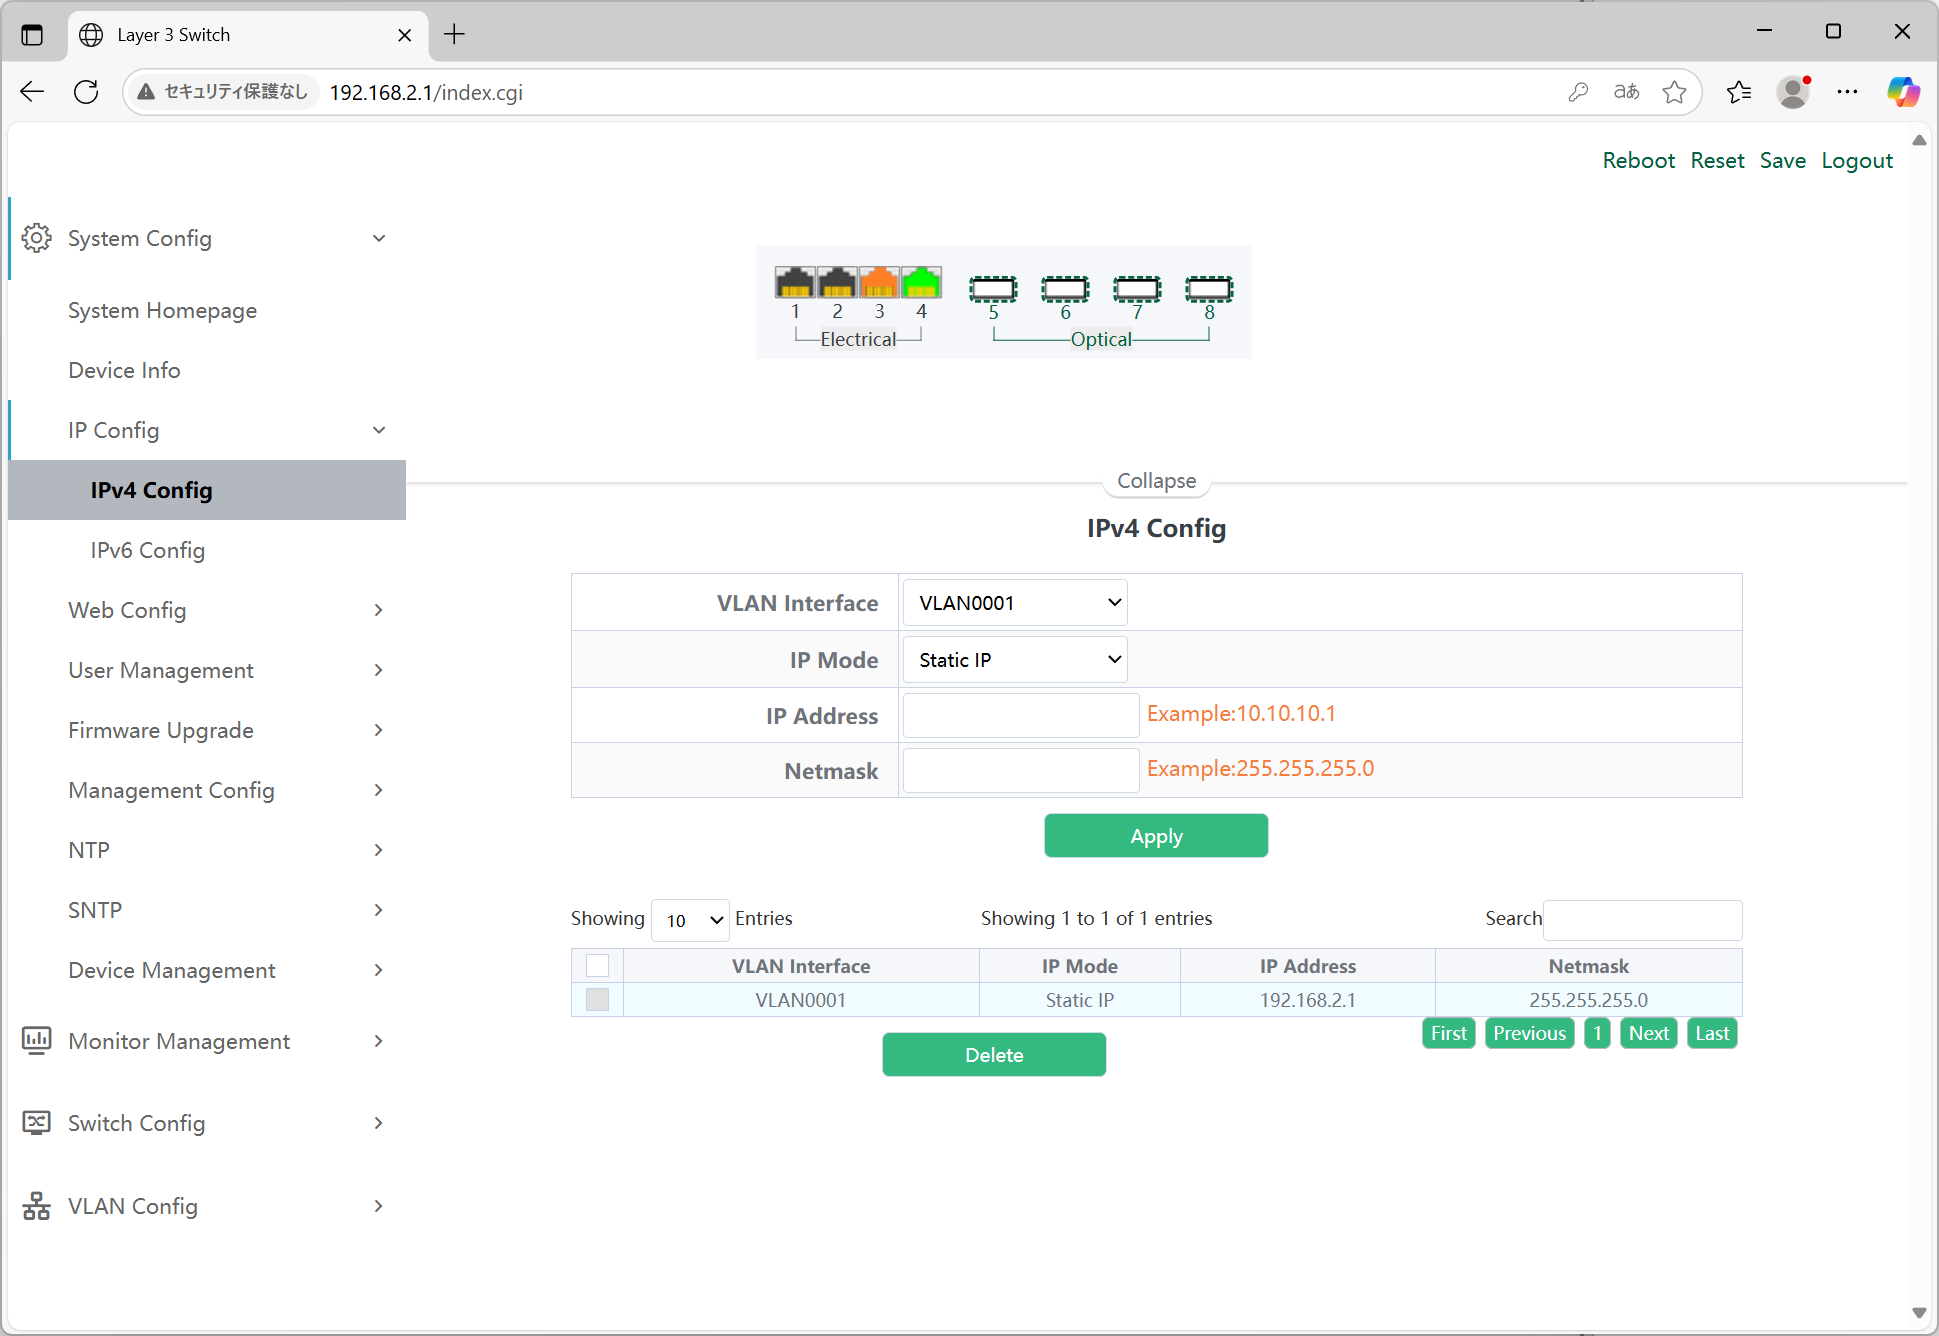 Layer 3 Switch
セキュリティ保護なし 192.168.2.1/index.cgi aあ
Reboot Reset Save Logout
System Config
System Homepage
Device Info
IP Config
IPv4 Config
IPv6 Config
Web Config
User Management
Firmware Upgrade
Management Config
NTP
SNTP
Device Management
Monitor Management
Switch Config
VLAN Config
1 2 3 4 5 6 7 8
Electrical Optical
Collapse
IPv4 Config
VLAN Interface VLAN0001
IP Mode Static IP
IP Address Example:10.10.10.1
Netmask Example:255.255.255.0
Apply
Showing 10 Entries Showing 1 to 1 of 1 entries Search
VLAN Interface IP Mode IP Address Netmask
VLAN0001 Static IP 192.168.2.1 255.255.255.0
First Previous 1 Next Last
Delete